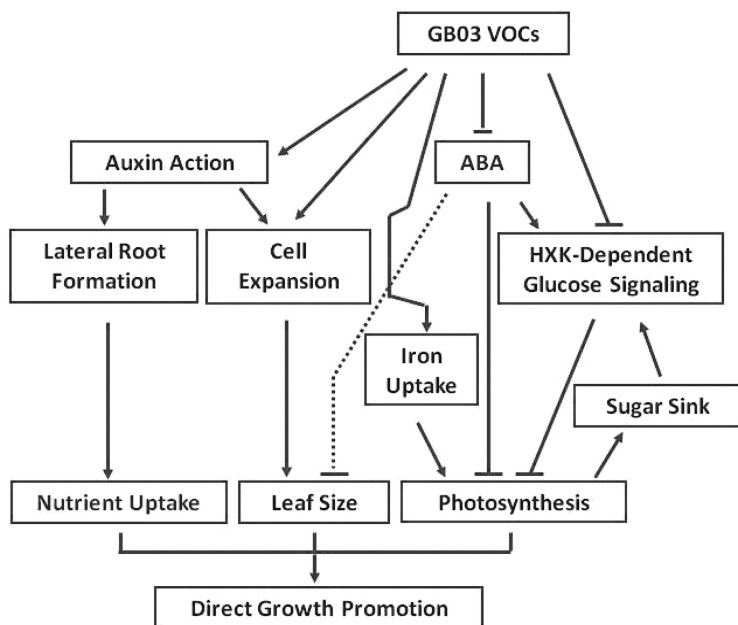 GB03 VOCs
Auxin Action
ABA
Lateral Root
Formation
Cell
Expansion
HXK-Dependent
Glucose Signaling
Iron
Uptake
Sugar Sink
Nutrient Uptake
Leaf Size
Photosynthesis
Direct Growth Promotion